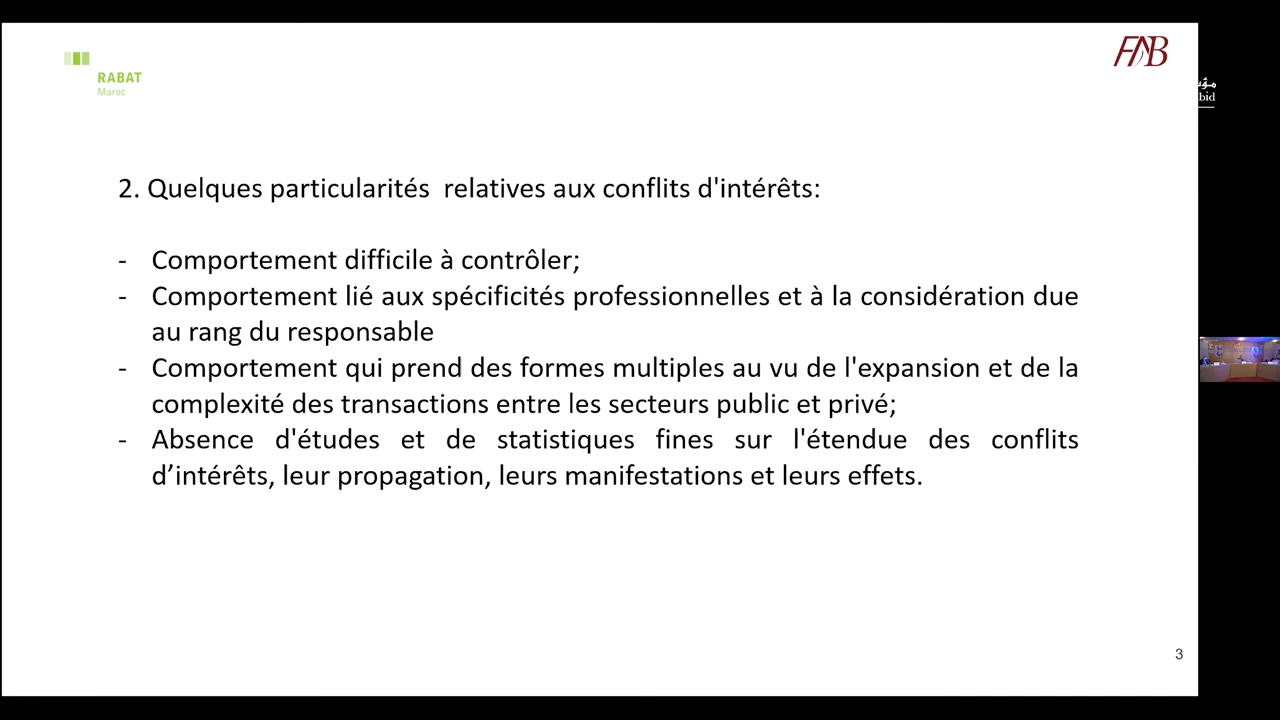 RABAT
Maroc
FAB
bid
2. Quelques particularités relatives aux conflits d'intérêts:
- Comportement difficile à contrôler;
- Comportement lié aux spécificités professionnelles et à la considération due
au rang du responsable
- Comportement qui prend des formes multiples au vu de l'expansion et de la
complexité des transactions entre les secteurs public et privé;
- Absence d'études et de statistiques fines sur l'étendue des conflits
d’intérêts, leur propagation, leurs manifestations et leurs effets.
3